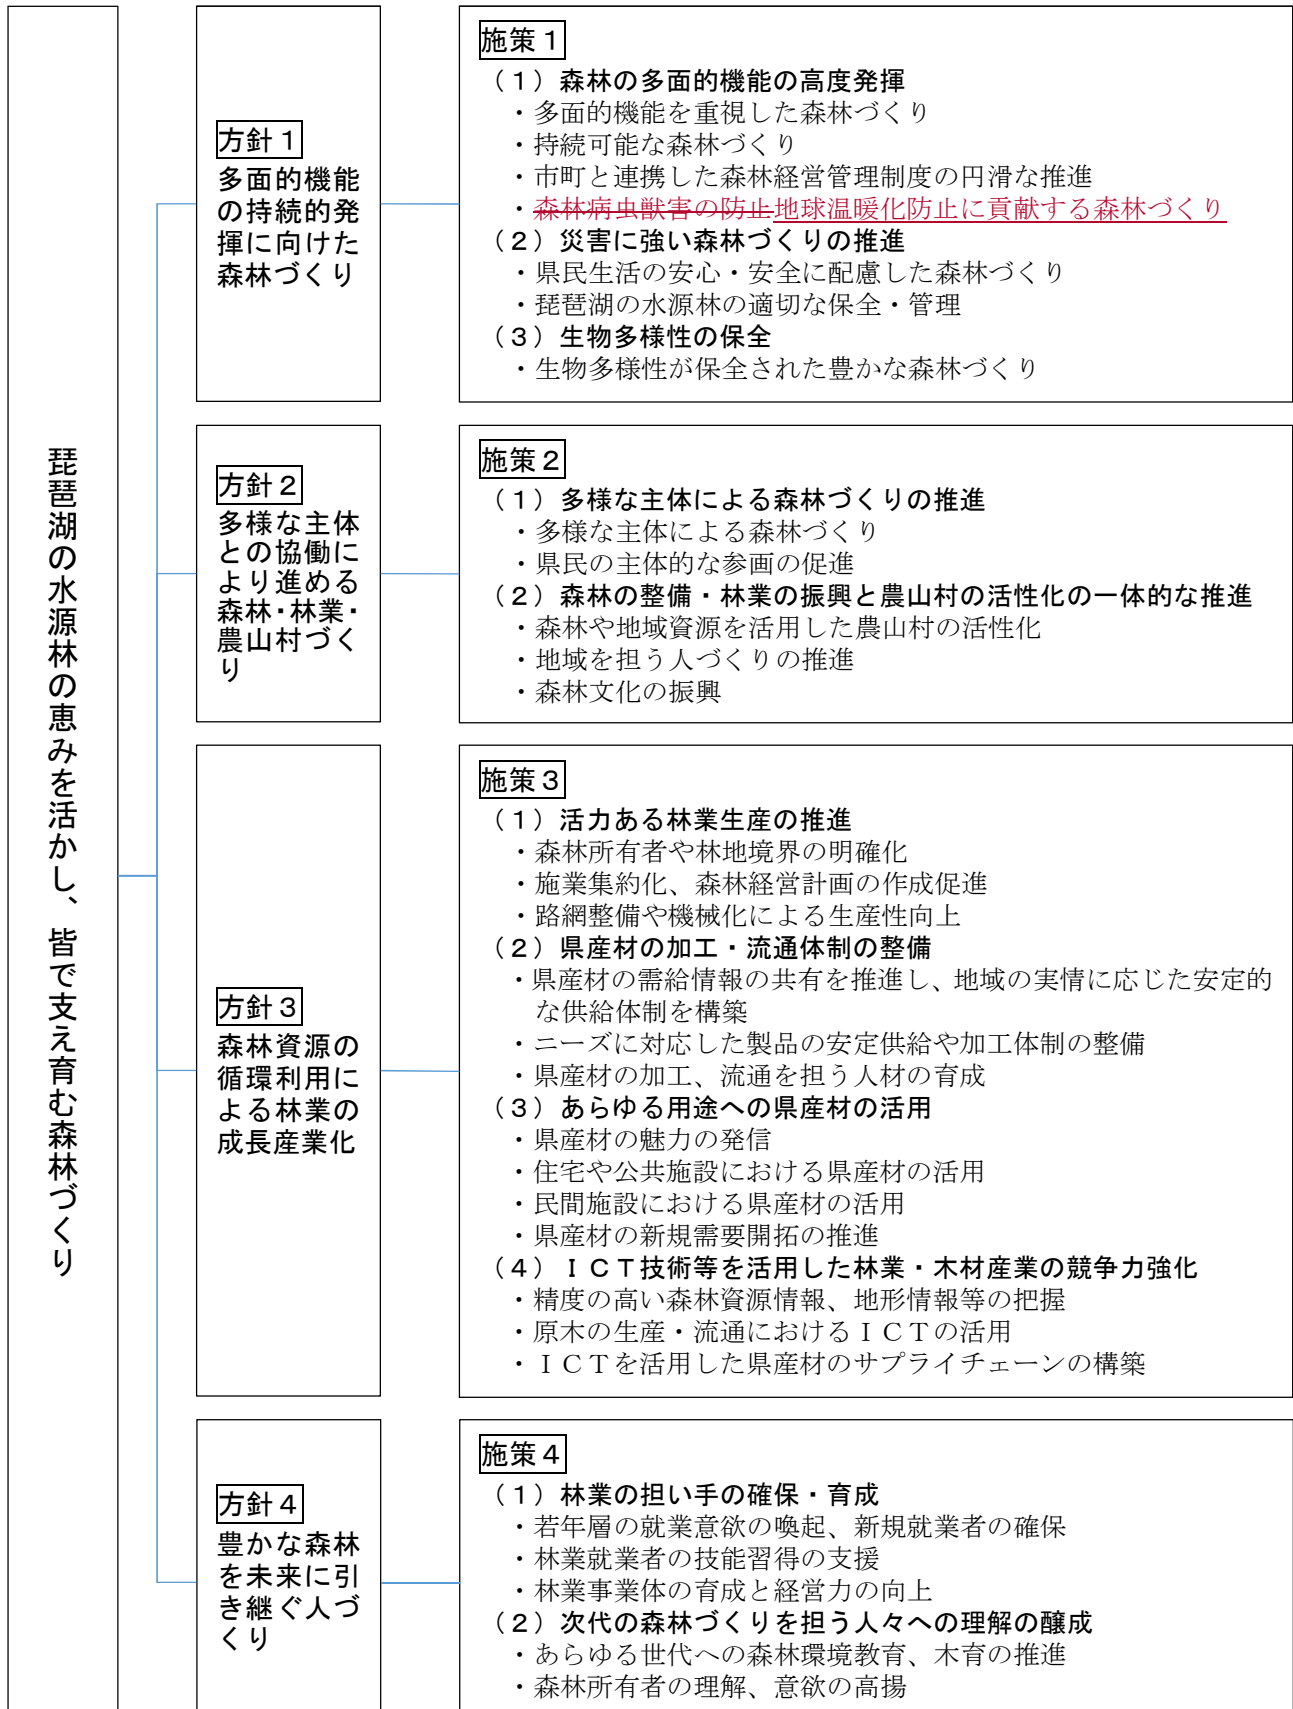 琵琶湖の水源林の恵みを活かし、皆で支え育む森林づくり
方針1
多面的機能
の持続的発
揮に向けた
森林づくり
施策1
（1）森林の多面的機能の高度発揮
・多面的機能を重視した森林づくり
・持続可能な森林づくり
・市町と連携した森林経営管理制度の円滑な推進
・森林病虫獣害の防止地球温暖化防止に貢献する森林づくり
（2）災害に強い森林づくりの推進
・県民生活の安心・安全に配慮した森林づくり
・琵琶湖の水源林の適切な保全・管理
（3）生物多様性の保全
・生物多様性が保全された豊かな森林づくり
方針2
多様な主体
との協働に
より進める
森林・林業・
農山村づく
り
施策2
（1）多様な主体による森林づくりの推進
・多様な主体による森林づくり
・県民の主体的な参画の促進
（2）森林の整備・林業の振興と農山村の活性化の一体的な推進
・森林や地域資源を活用した農山村の活性化
・地域を担う人づくりの推進
・森林文化の振興
方針3
森林資源の
循環利用に
よる林業の
成長産業化
施策3
（1）活力ある林業生産の推進
・森林所有者や林地境界の明確化
・施業集約化、森林経営計画の作成促進
・路網整備や機械化による生産性向上
（2）県産材の加工・流通体制の整備
・県産材の需給情報の共有を推進し、地域の実情に応じた安定的
な供給体制を構築
・ニーズに対応した製品の安定供給や加工体制の整備
・県産材の加工、流通を担う人材の育成
（3）あらゆる用途への県産材の活用
・県産材の魅力の発信
・住宅や公共施設における県産材の活用
・民間施設における県産材の活用
・県産材の新規需要開拓の推進
（4）ＩＣＴ技術等を活用した林業・木材産業の競争力強化
・精度の高い森林資源情報、地形情報等の把握
・原木の生産・流通におけるＩＣＴの活用
・ＩＣＴを活用した県産材のサプライチェーンの構築
方針4
豊かな森林
を未来に引
き継ぐ人づ
くり
施策4
（1）林業の担い手の確保・育成
・若年層の就業意欲の喚起、新規就業者の確保
・林業就業者の技能習得の支援
・林業事業体の育成と経営力の向上
（2）次代の森林づくりを担う人々への理解の醸成
・あらゆる世代への森林環境教育、木育の推進
・森林所有者の理解、意欲の高揚